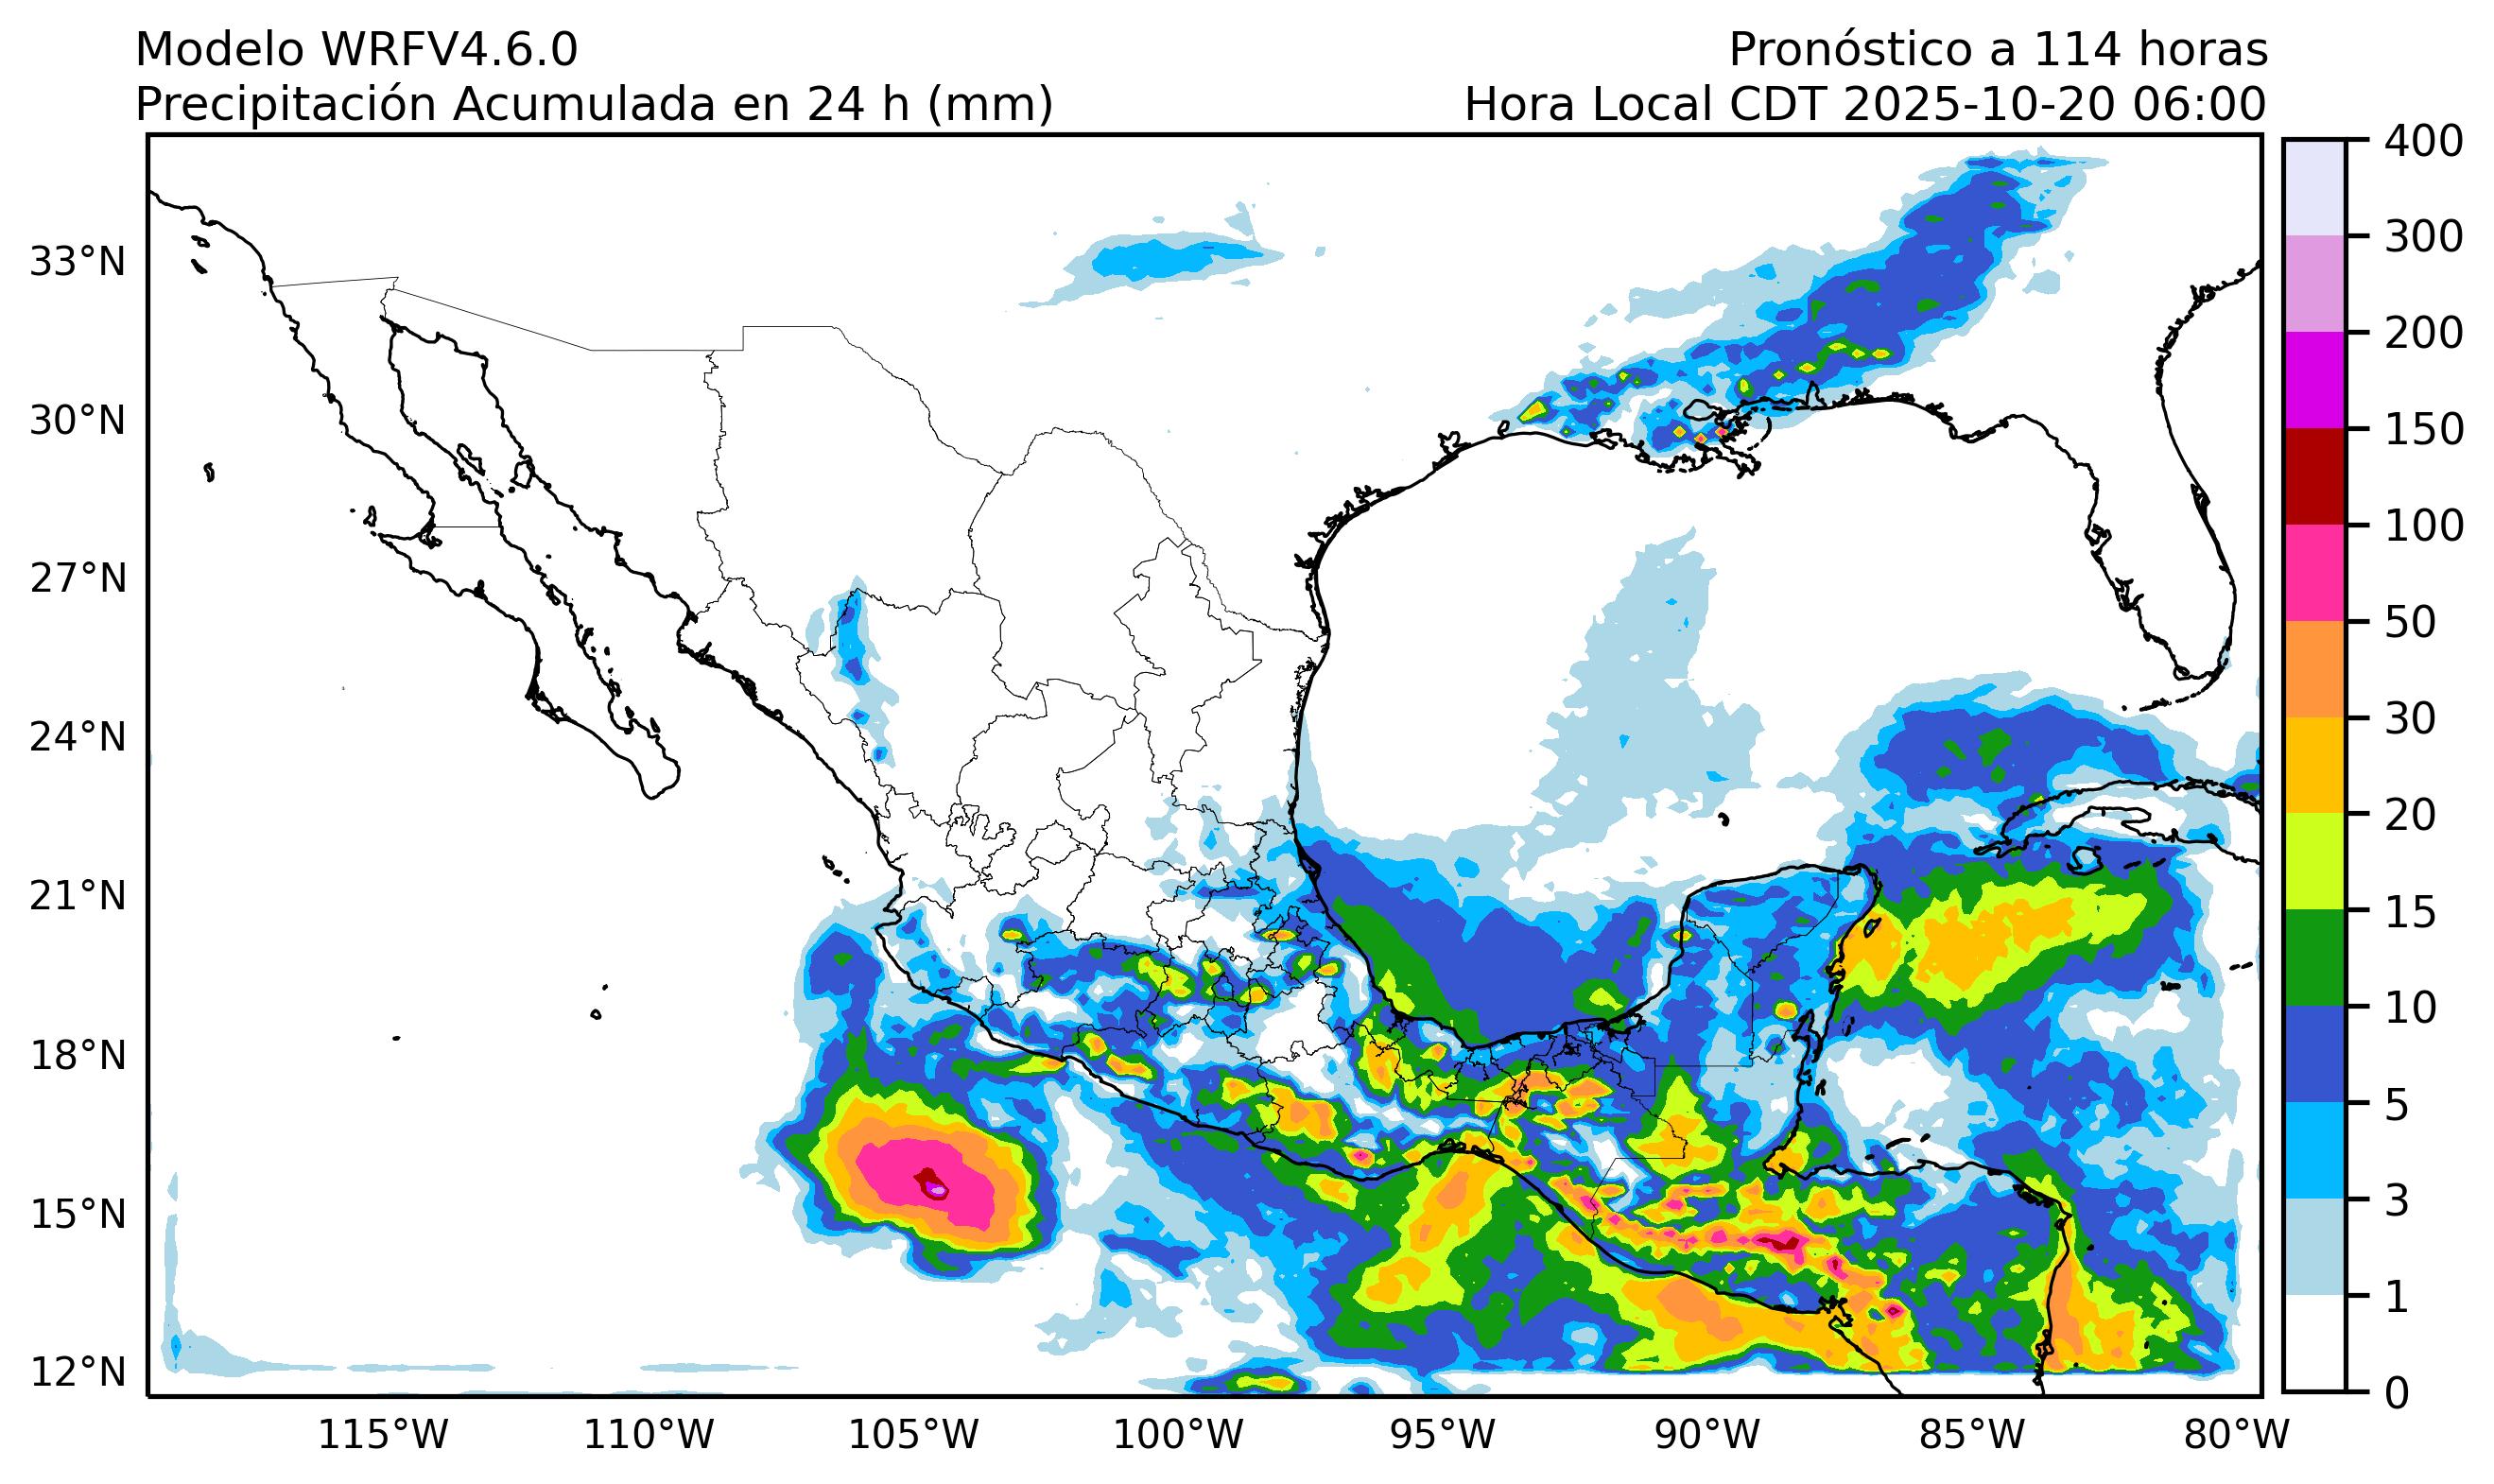 Modelo WRFV4.6.0
Pronóstico a 114 horas
Precipitación Acumulada en 24 h (mm)
Hora Local CDT 2025-10-20 06:00
33°N
30°N
27°N
24°N
21°N
18°N
15°N
12°N
115°W
110°W
105°W
100°W
95°W
90°W
85°W
80°W
400
300
200
150
100
50
30
20
15
10
5
3
1
0